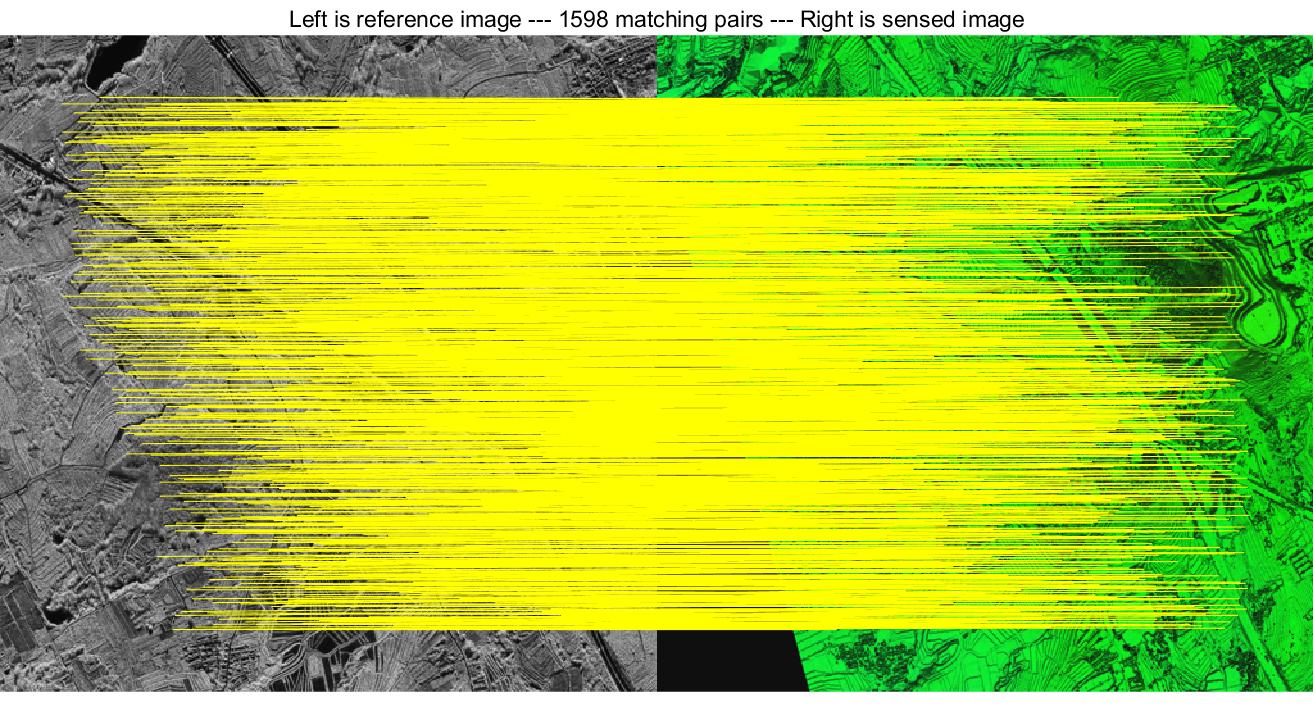 Left is reference image --- 1598 matching pairs --- Right is sensed image